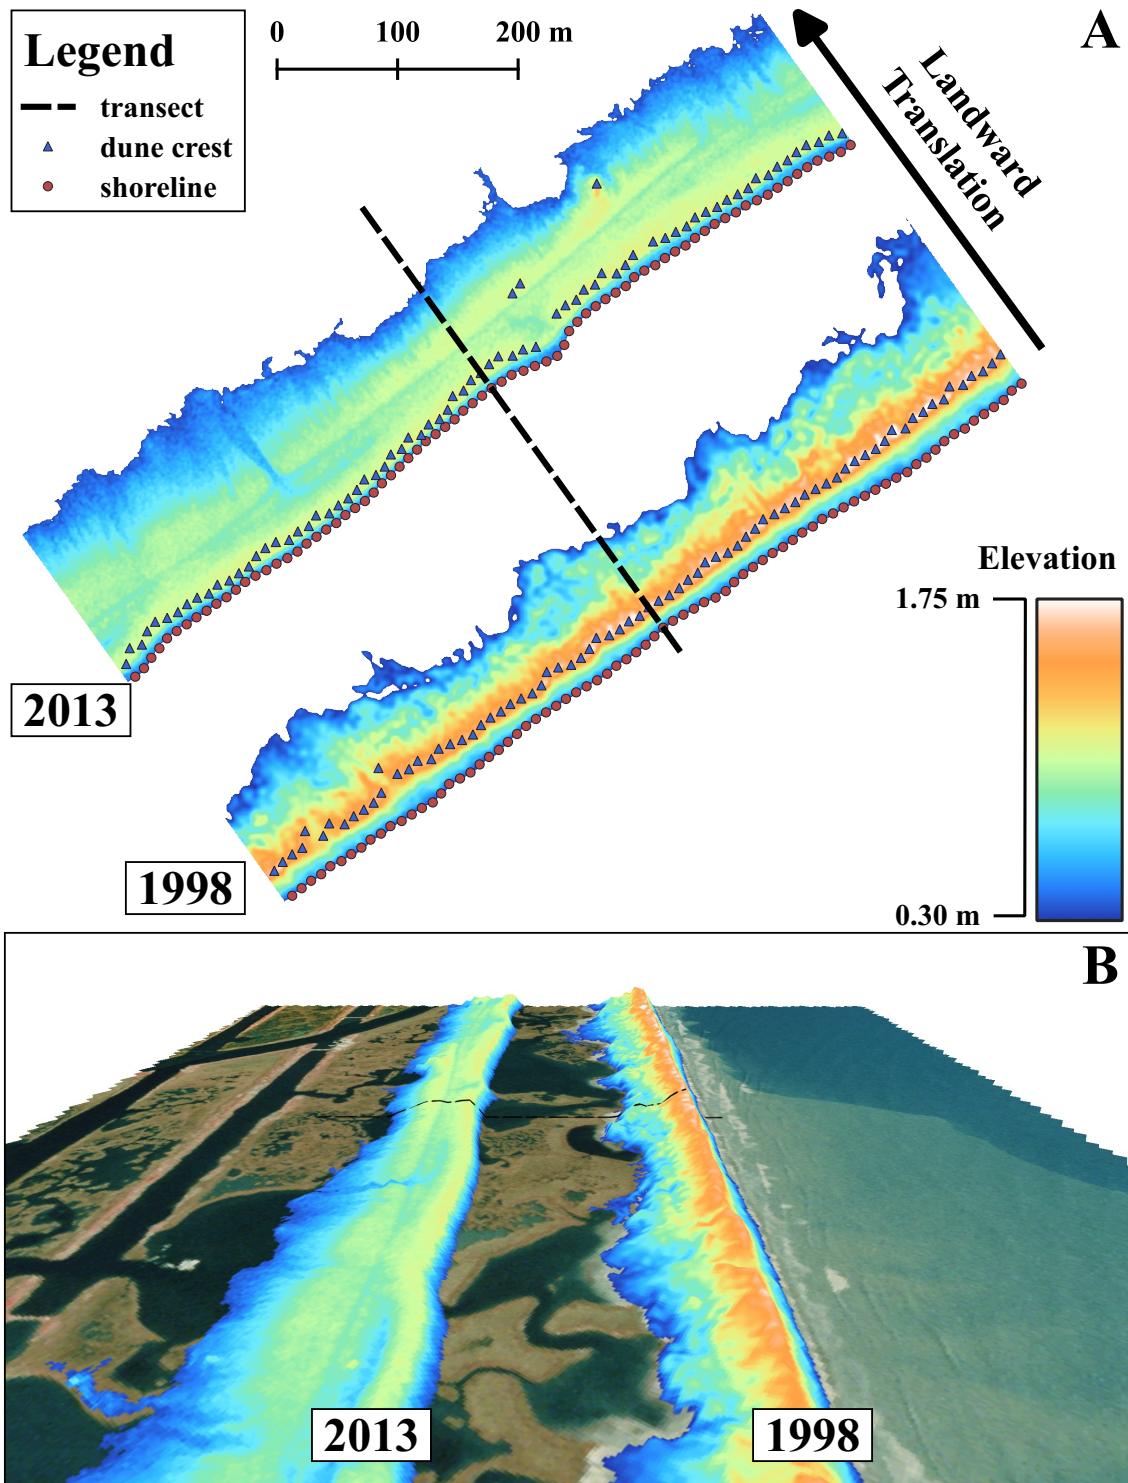 Legend
transect
dune crest
shoreline
0 100 200 m
A
Landward
Translation
2013
1998
Elevation
1.75 m
0.30 m
B
2013
1998